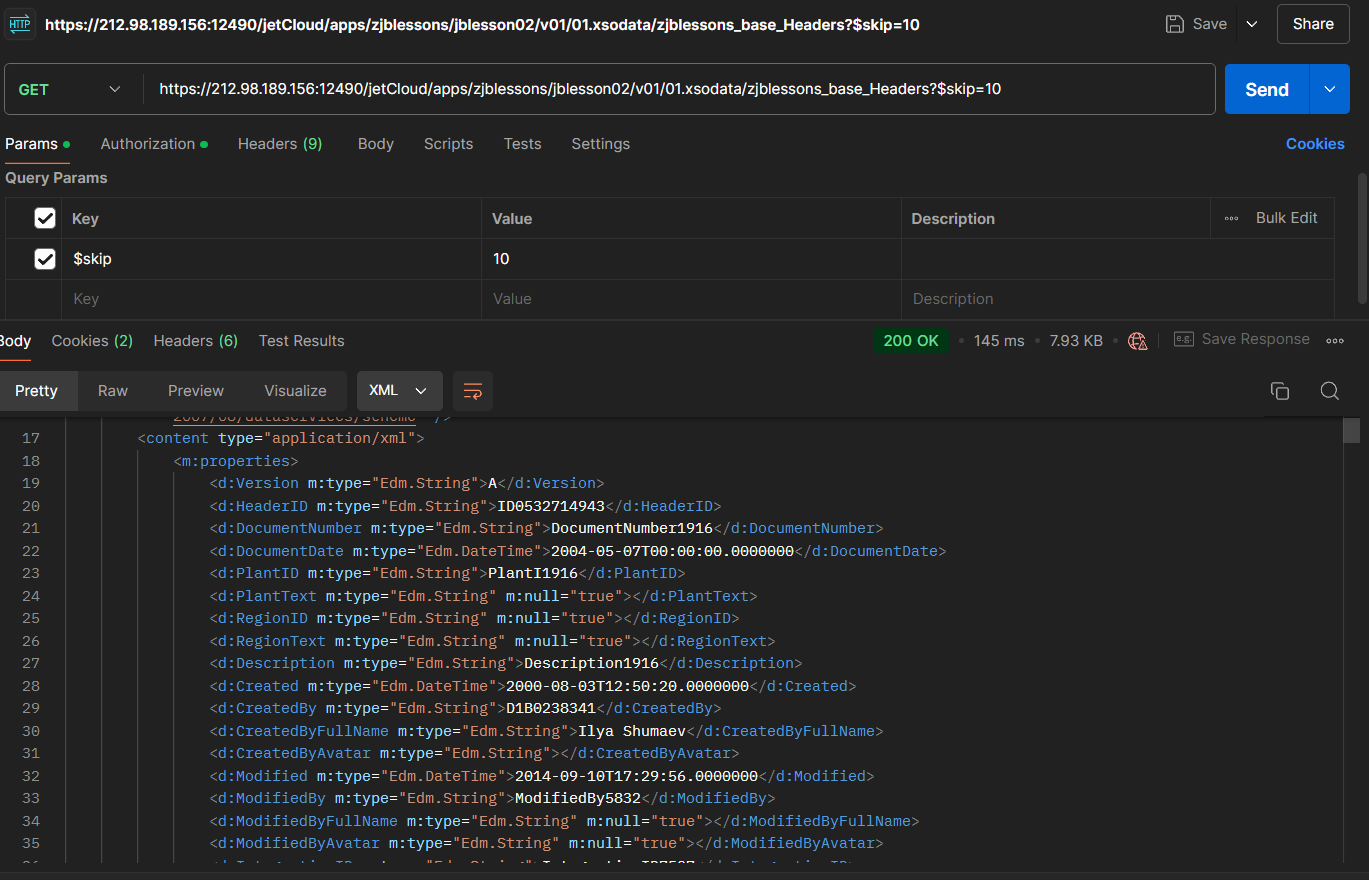 HTTP https://212.98.189.156:12490/jetCloud/apps/zjblessons/jblesson02/v01/01.xsodata/zjblessons_base_Headers?$skip=10 Save Share
GET https://212.98.189.156:12490/jetCloud/apps/zjblessons/jblesson02/v01/01.xsodata/zjblessons_base_Headers?$skip=10 Send
Params Authorization Headers (9) Body Scripts Tests Settings Cookies
Query Params
Key Value Description Bulk Edit
$skip 10
Key Value Description
Body Cookies (2) Headers (6) Test Results 200 OK 145 ms 7.93 KB e.g. Save Response
Pretty Raw Preview Visualize XML
2007/08/dataservices/scheme" />
17 <content type="application/xml">
18 <m:properties>
19 <d:Version m:type="Edm.String">A</d:Version>
20 <d:HeaderID m:type="Edm.String">ID0532714943</d:HeaderID>
21 <d:DocumentNumber m:type="Edm.String">DocumentNumber1916</d:DocumentNumber>
22 <d:DocumentDate m:type="Edm.DateTime">2004-05-07T00:00:00.0000000</d:DocumentDate>
23 <d:PlantID m:type="Edm.String">PlantI1916</d:PlantID>
24 <d:PlantText m:type="Edm.String" m:null="true"></d:PlantText>
25 <d:RegionID m:type="Edm.String" m:null="true"></d:RegionID>
26 <d:RegionText m:type="Edm.String" m:null="true"></d:RegionText>
27 <d:Description m:type="Edm.String">Description1916</d:Description>
28 <d:Created m:type="Edm.DateTime">2000-08-03T12:50:20.0000000</d:Created>
29 <d:CreatedBy m:type="Edm.String">D1B0238341</d:CreatedBy>
30 <d:CreatedByFullName m:type="Edm.String">Ilya Shumaev</d:CreatedByFullName>
31 <d:CreatedByAvatar m:type="Edm.String"></d:CreatedByAvatar>
32 <d:Modified m:type="Edm.DateTime">2014-09-10T17:29:56.0000000</d:Modified>
33 <d:ModifiedBy m:type="Edm.String">ModifiedBy5832</d:ModifiedBy>
34 <d:ModifiedByFullName m:type="Edm.String" m:null="true"></d:ModifiedByFullName>
35 <d:ModifiedByAvatar m:type="Edm.String" m:null="true"></d:ModifiedByAvatar>